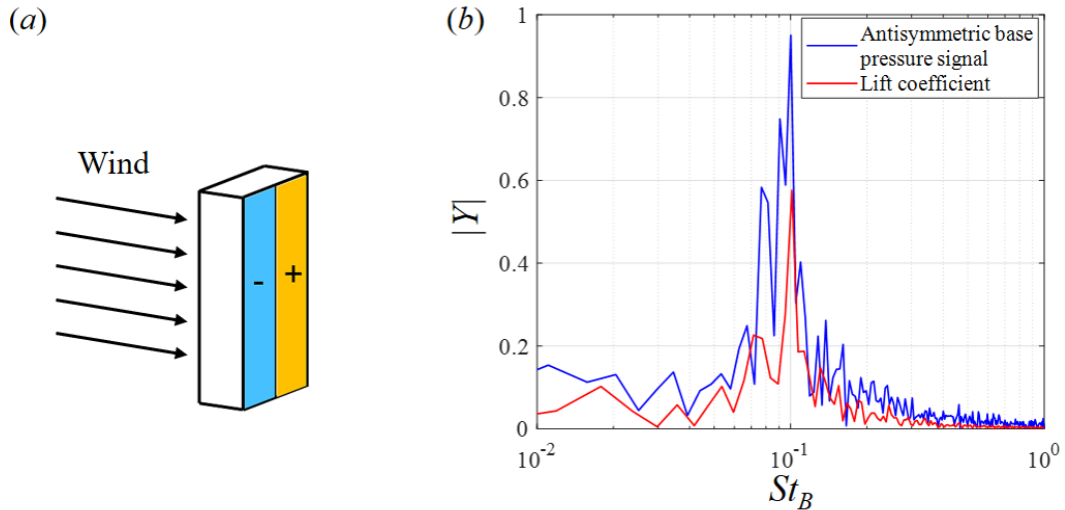 (a)
Wind
- +
(b)
|Y|
1
0.8
0.6
0.4
0.2
0
10^-2
10^-1
10^0
St_B
Antisymmetric base
pressure signal
Lift coefficient